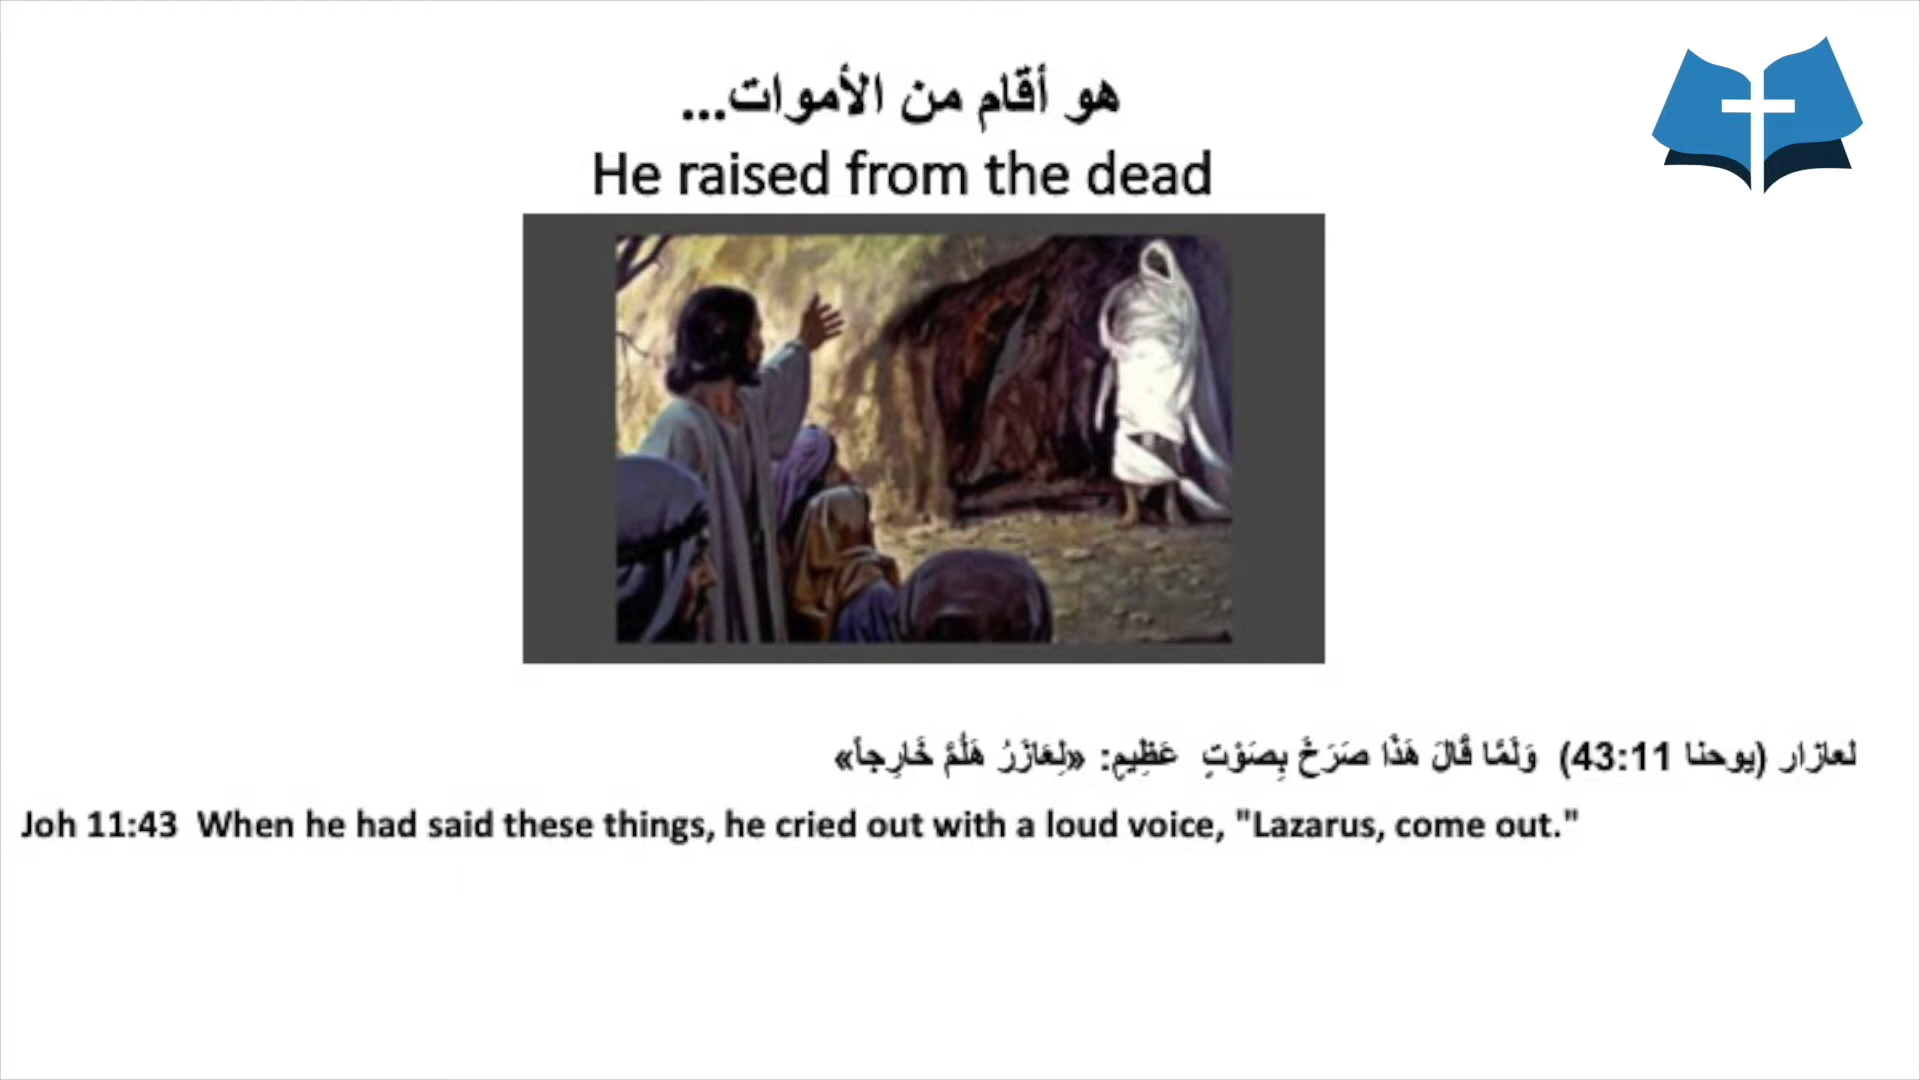 هو أقام من الأموات...
He raised from the dead
لعازار (يوحنا 43:11) وَلَمَّا قَالَ هَذَا صَرَخَ بِصَوْتٍ عَظِيمٍ: «لِعَازَرُ هَلُمَّ خَارِجاً»
Joh 11:43 When he had said these things, he cried out with a loud voice, "Lazarus, come out."